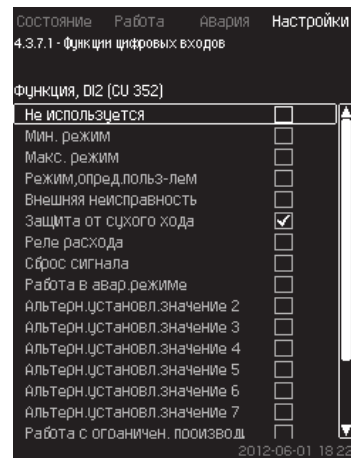 Состояние Работа Авария Настройки
4.3.7.1 - функции цифровых входов
Функция, DI2 (CU 352)
Не используется
Мин. режим
Макс. режим
Режим,опред.польз-лем
Внешняя неисправность
Защита от сухого хода
Реле расхода
Сброс сигнала
Работа в авар.режиме
Альтерн.установл.значение 2
Альтерн.установл.значение 3
Альтерн.установл.значение 4
Альтерн.установл.значение 5
Альтерн.установл.значение 6
Альтерн.установл.значение 7
Работа с ограничен. производ
2012-06-01 18:22